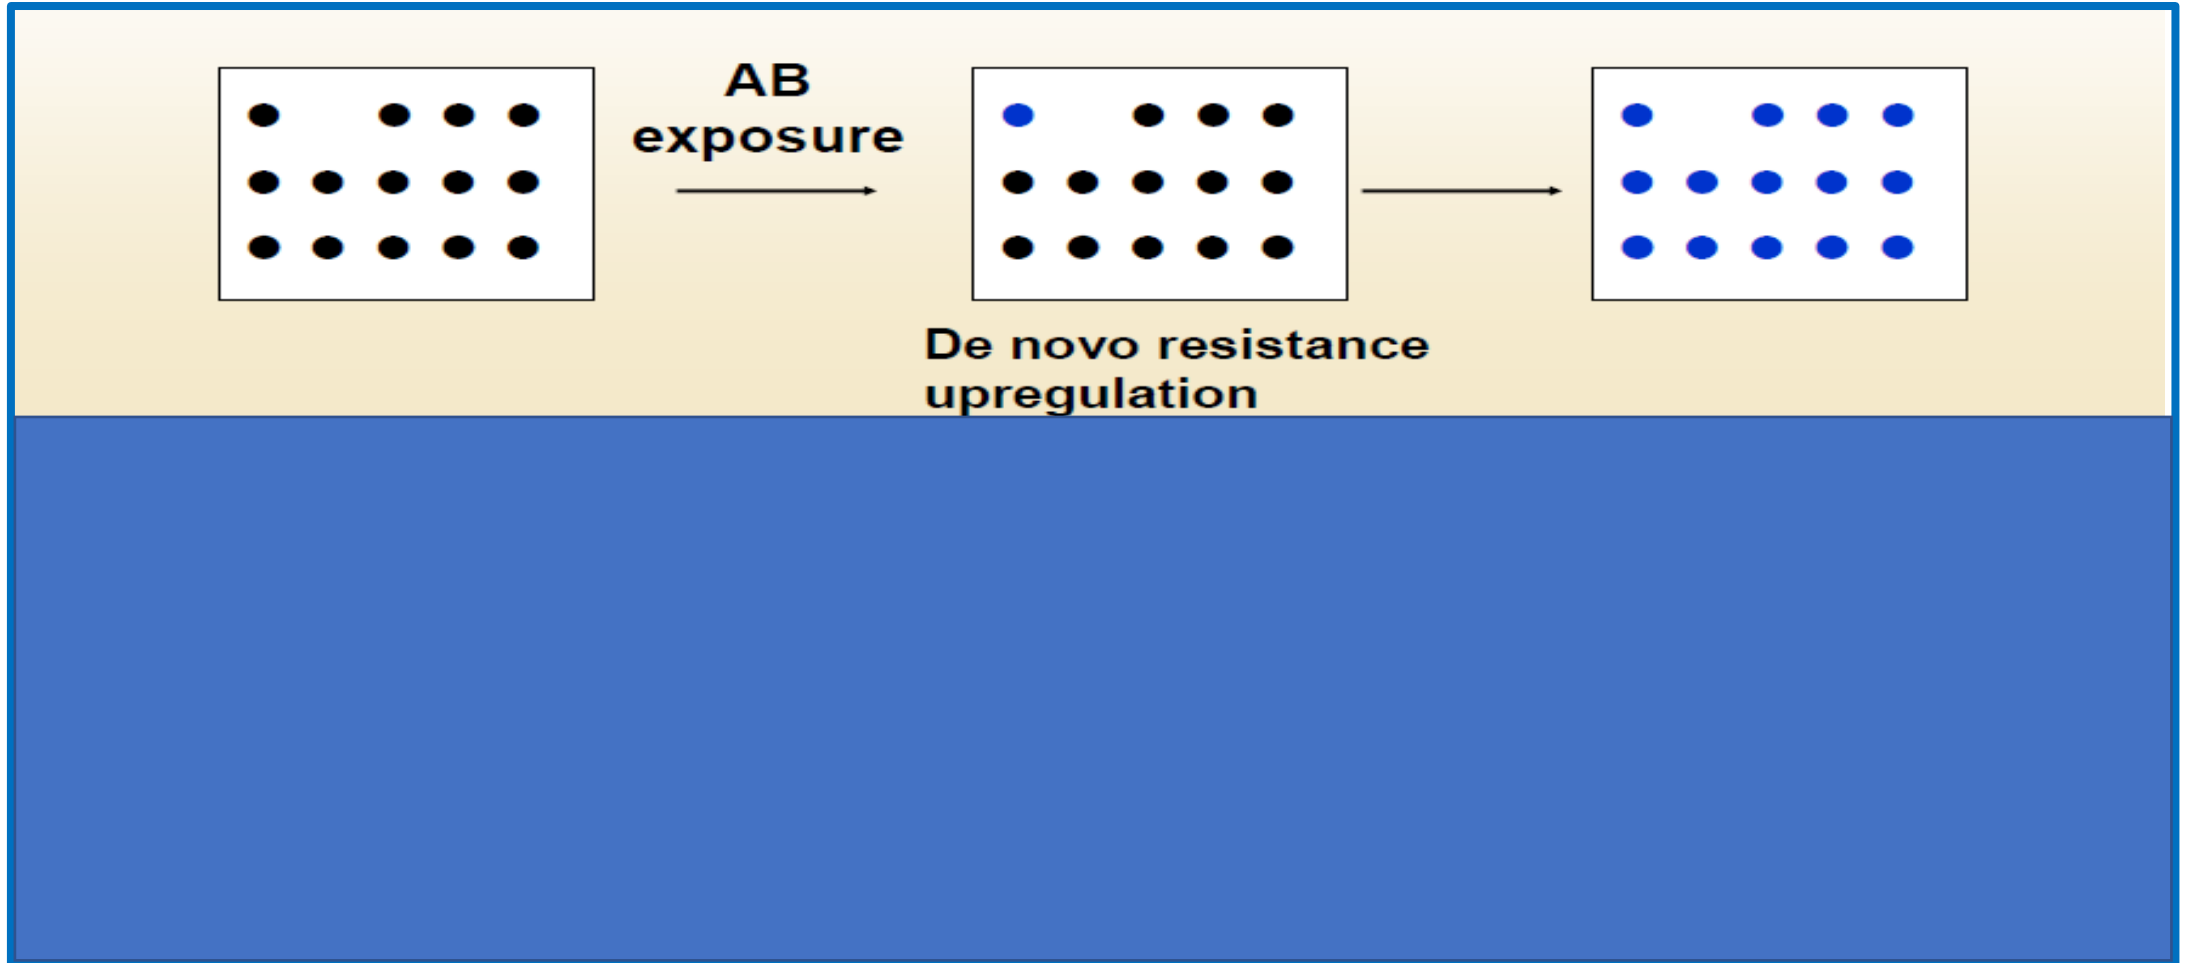 AB
exposure
De novo resistance
upregulation